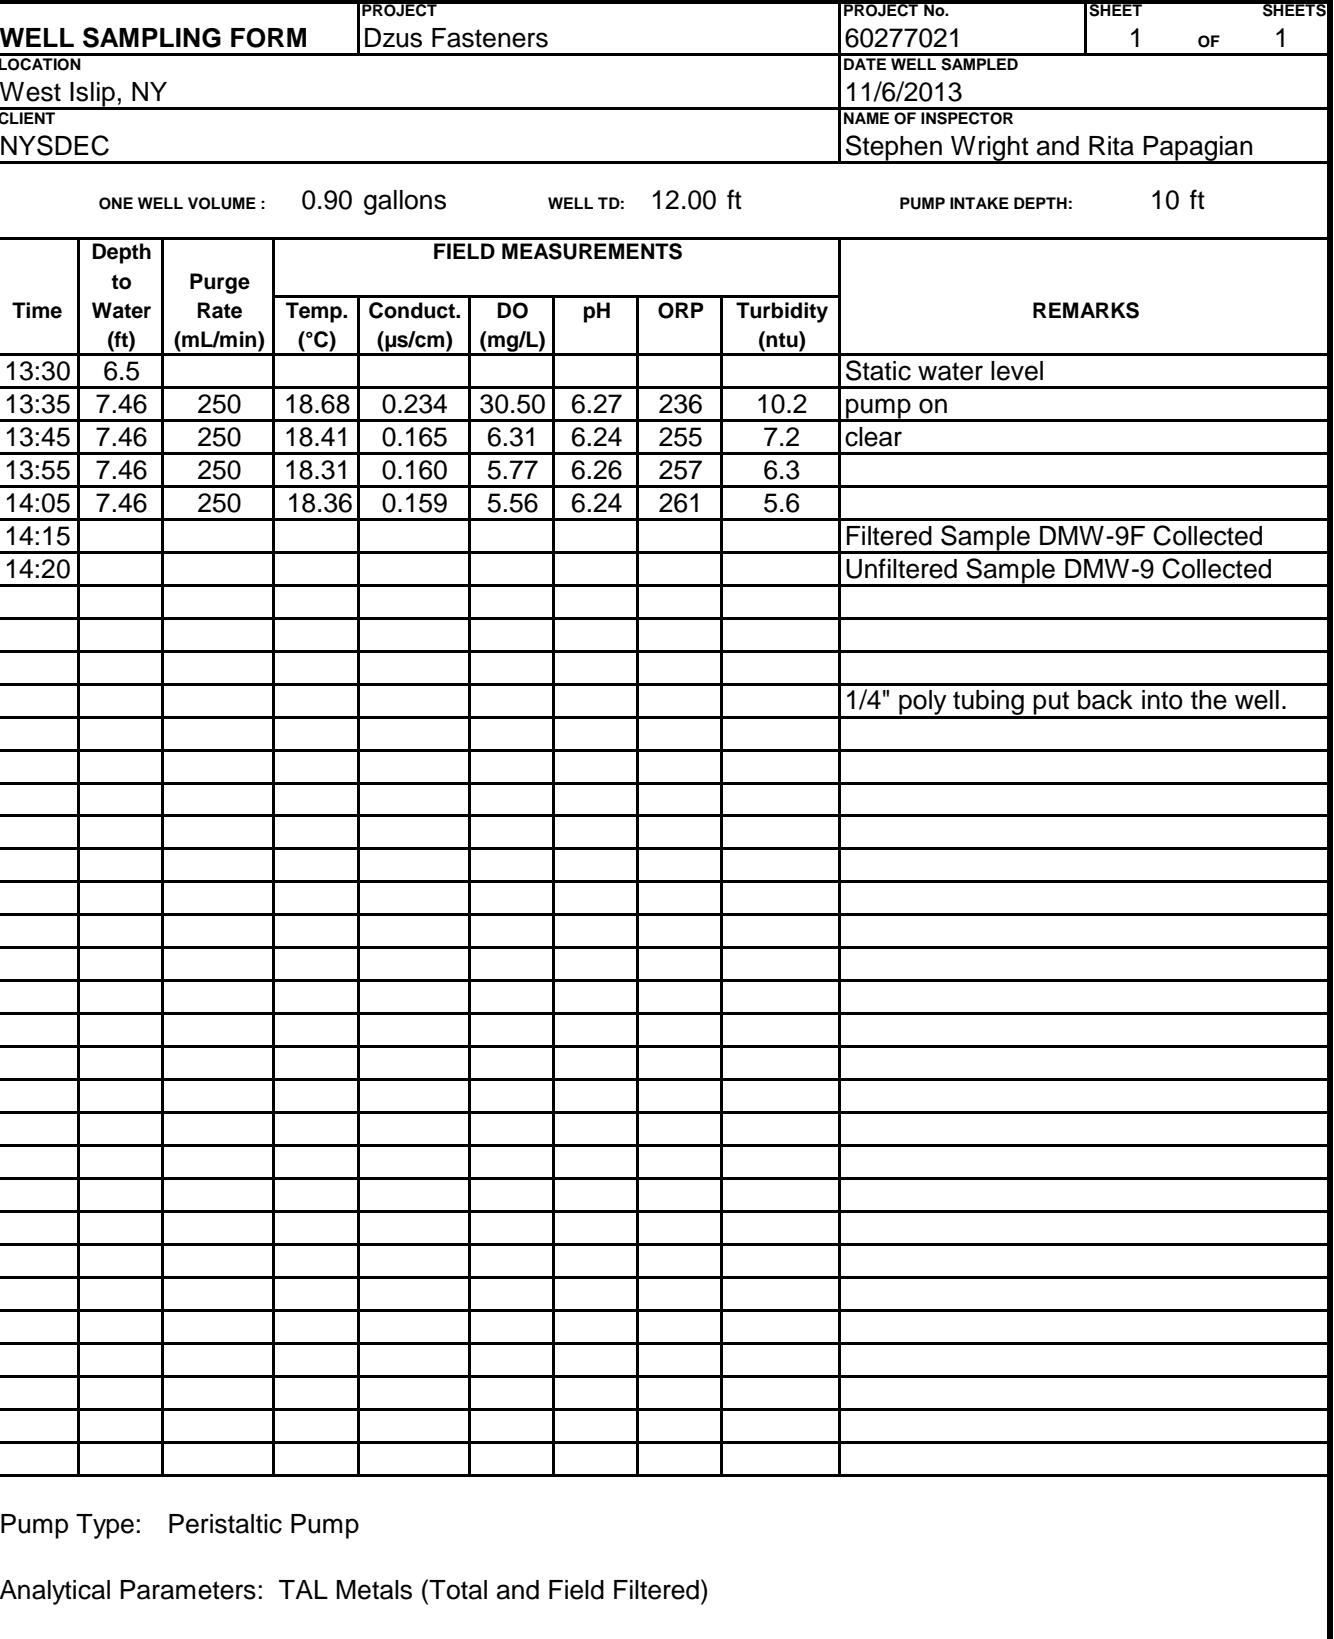 PROJECT PROJECT No. SHEET SHEETS
WELL SAMPLING FORM Dzus Fasteners 60277021 1 OF 1
LOCATION DATE WELL SAMPLED
West Islip, NY 11/6/2013
CLIENT NAME OF INSPECTOR
NYSDEC Stephen Wright and Rita Papagian
ONE WELL VOLUME : 0.90 gallons WELL TD: 12.00 ft PUMP INTAKE DEPTH: 10 ft
Depth FIELD MEASUREMENTS
to Purge
Time Water Rate Temp. Conduct. DO pH ORP Turbidity REMARKS
(ft) (mL/min) (°C) (µs/cm) (mg/L) (ntu)
13:30 6.5 Static water level
13:35 7.46 250 18.68 0.234 30.50 6.27 236 10.2 pump on
13:45 7.46 250 18.41 0.165 6.31 6.24 255 7.2 clear
13:55 7.46 250 18.31 0.160 5.77 6.26 257 6.3
14:05 7.46 250 18.36 0.159 5.56 6.24 261 5.6
14:15 Filtered Sample DMW-9F Collected
14:20 Unfiltered Sample DMW-9 Collected
1/4" poly tubing put back into the well.
Pump Type: Peristaltic Pump
Analytical Parameters: TAL Metals (Total and Field Filtered)